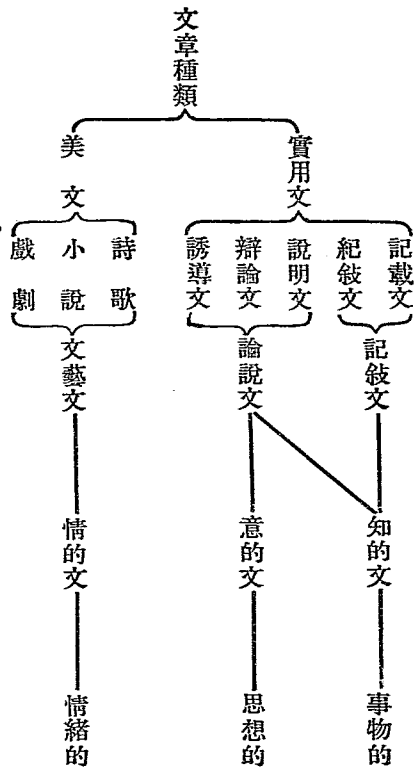 文章種類
實用文
美文
記載文
紀敍文
說明文
辯論文
誘導文
詩歌
小說
戲劇
記敍文
論說文
文藝文
知的文
意的文
情的文
事物的
思想的
情緒的